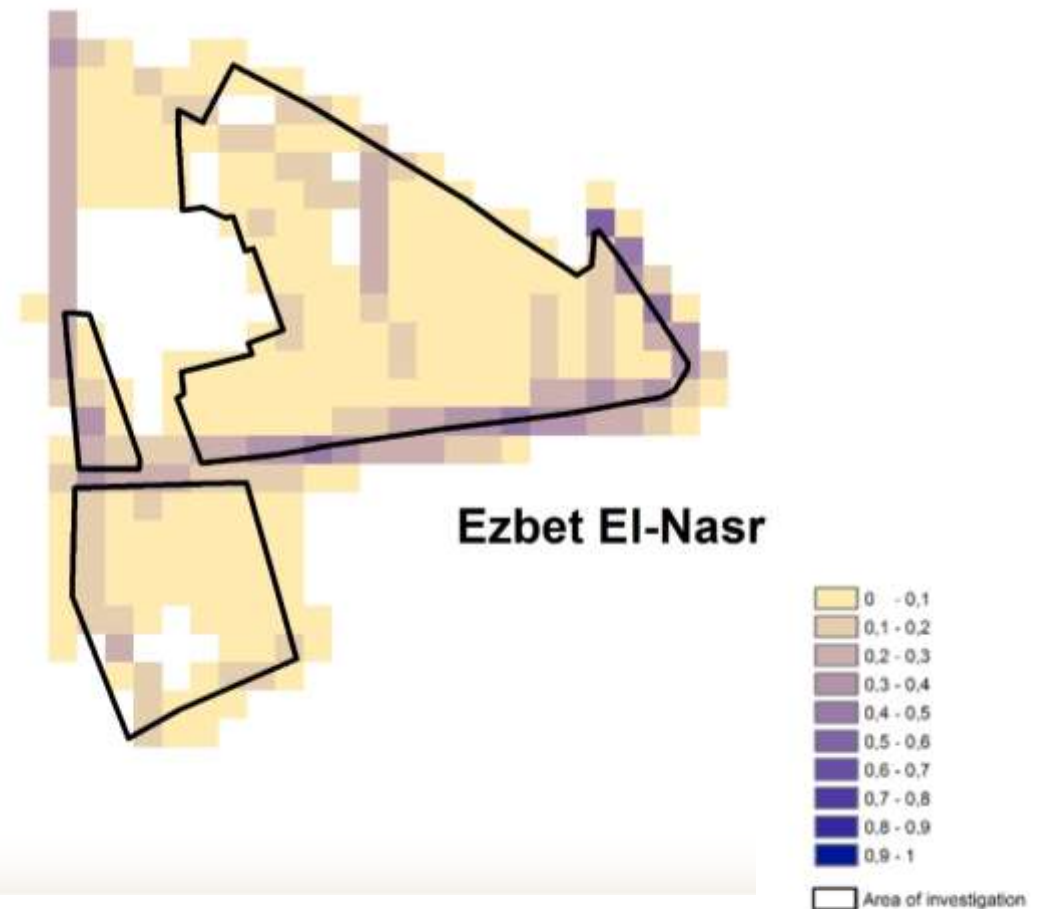 Ezbet El-Nasr
0 - 0,1
0,1 - 0,2
0,2 - 0,3
0,3 - 0,4
0,4 - 0,5
0,5 - 0,6
0,6 - 0,7
0,7 - 0,8
0,8 - 0,9
0,9 - 1
Area of investigation